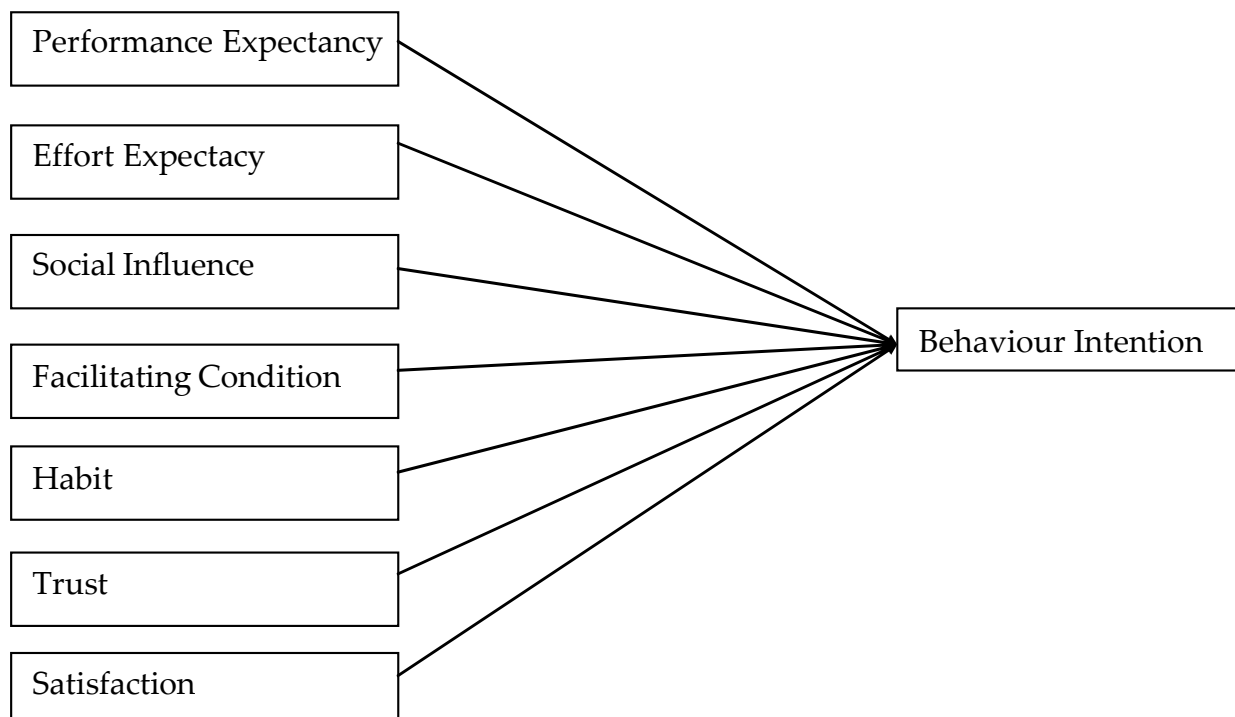 Performance Expectancy
Effort Expectacy
Social Influence
Facilitating Condition
Habit
Trust
Satisfaction
Behaviour Intention